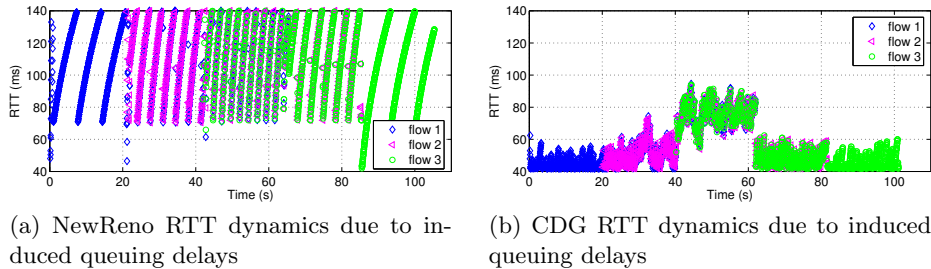 140
120
100
80
60
40
RTT (ms)
0 20 40 60 80 100
Time (s)
flow 1
flow 2
flow 3
(a) NewReno RTT dynamics due to in-
duced queuing delays
140
120
100
80
60
40
RTT (ms)
0 20 40 60 80 100
Time (s)
flow 1
flow 2
flow 3
(b) CDG RTT dynamics due to induced
queuing delays